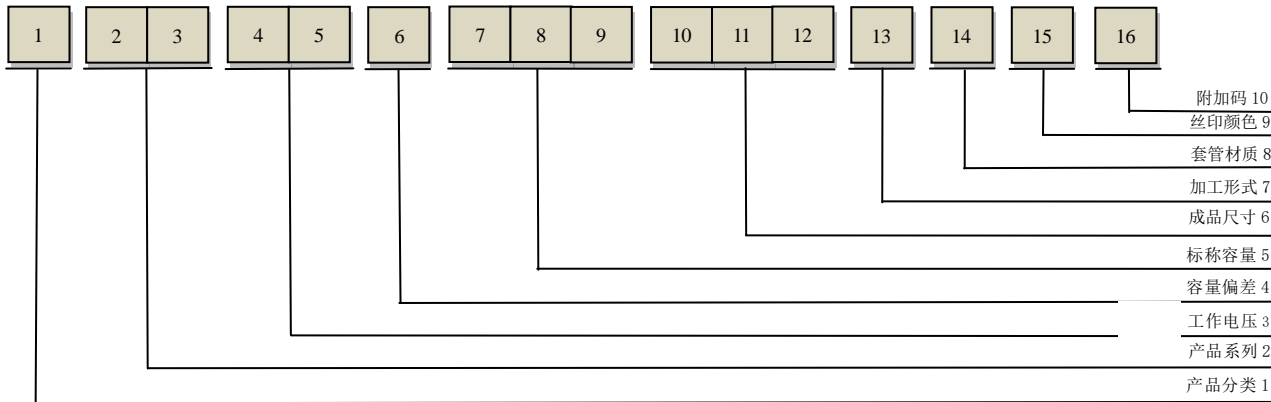 1 2 3 4 5 6 7 8 9 10 11 12 13 14 15 16
附加码 10
丝印颜色 9
套管材质 8
加工形式 7
成品尺寸 6
标称容量 5
容量偏差 4
工作电压 3
产品系列 2
产品分类 1